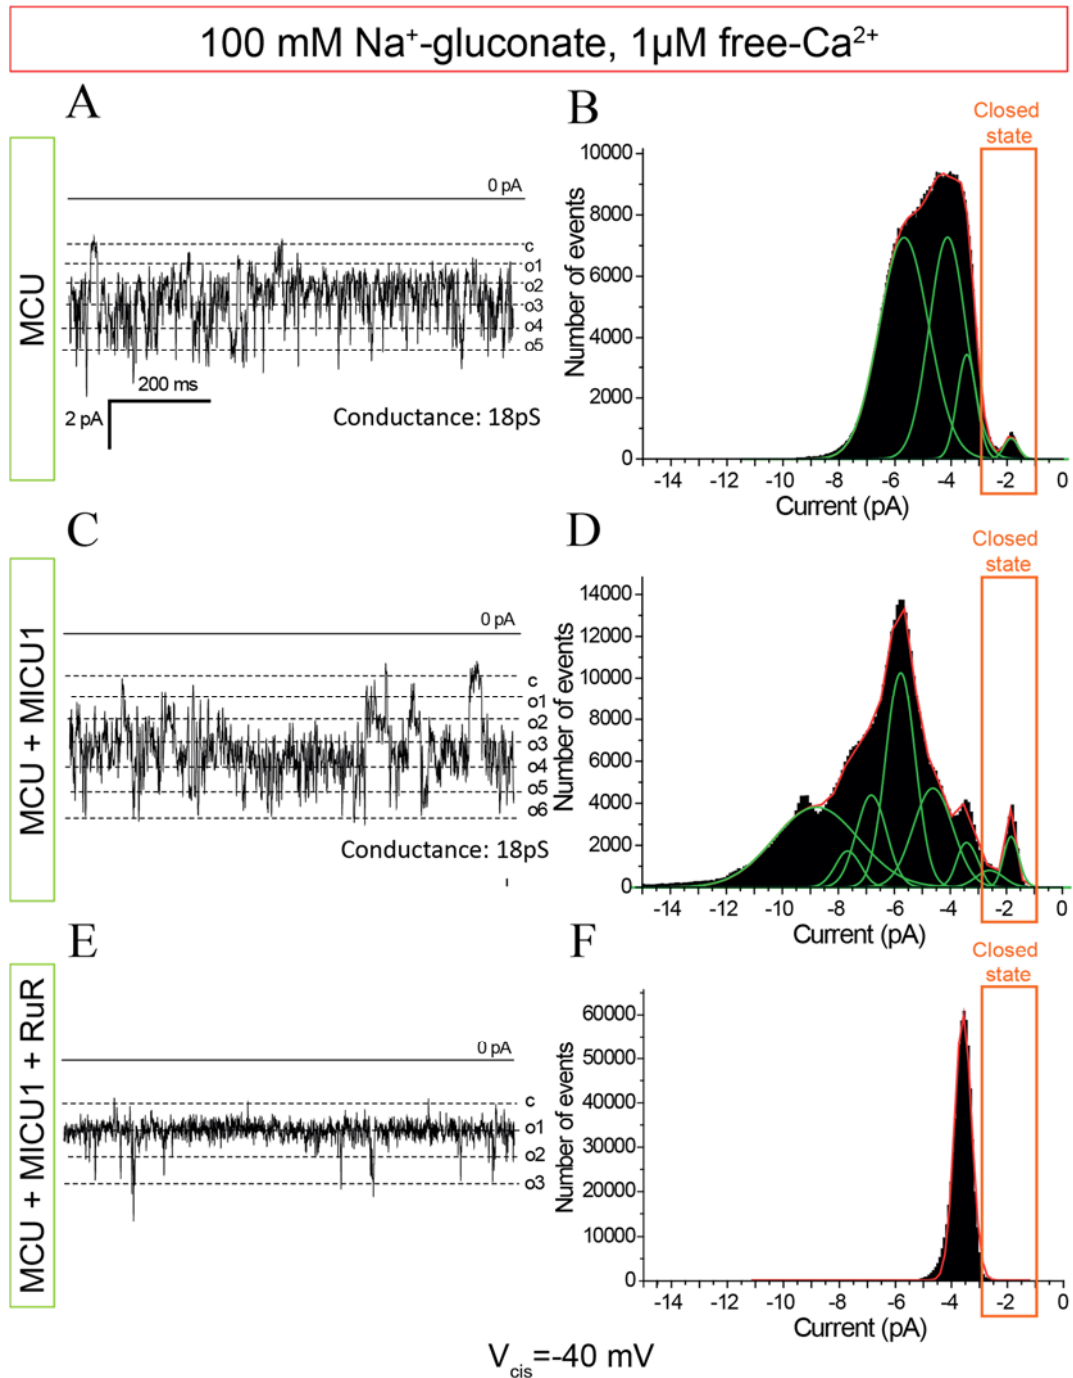 100 mM Na⁺-gluconate, 1µM free-Ca²⁺
A
MCU
0 pA
c
o1
o2
o3
o4
o5
200 ms
2 pA
Conductance: 18pS
B
Closed
state
Number of events
10000
8000
6000
4000
2000
0
-14 -12 -10 -8 -6 -4 -2 0
Current (pA)
C
MCU + MICU1
0 pA
c
o1
o2
o3
o4
o5
o6
Conductance: 18pS
D
Closed
state
Number of events
14000
12000
10000
8000
6000
4000
2000
0
-14 -12 -10 -8 -6 -4 -2 0
Current (pA)
E
MCU + MICU1 + RuR
0 pA
c
o1
o2
o3
F
Closed
state
Number of events
60000
50000
40000
30000
20000
10000
0
-14 -12 -10 -8 -6 -4 -2 0
Current (pA)
Vcis=-40 mV